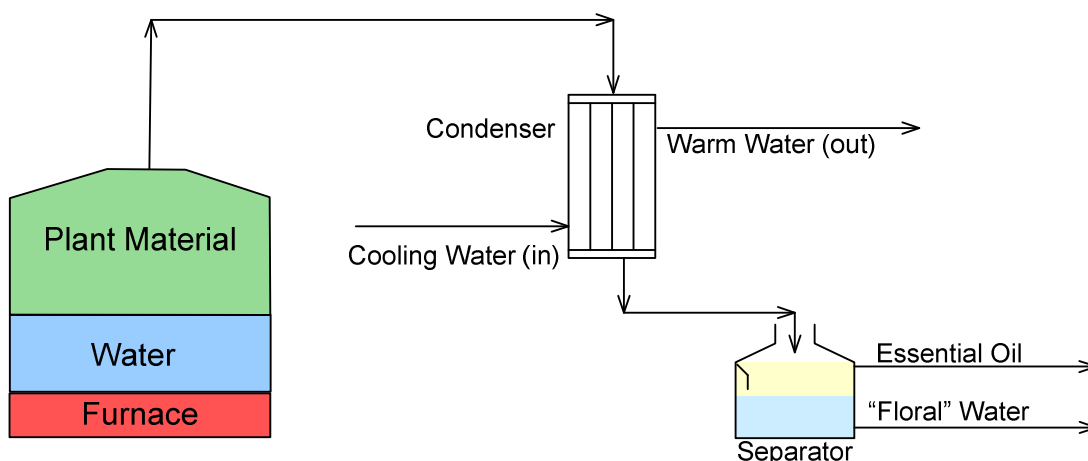 Condenser
Warm Water (out)
Plant Material
Cooling Water (in)
Water
Essential Oil
Furnace
“Floral” Water
Separator